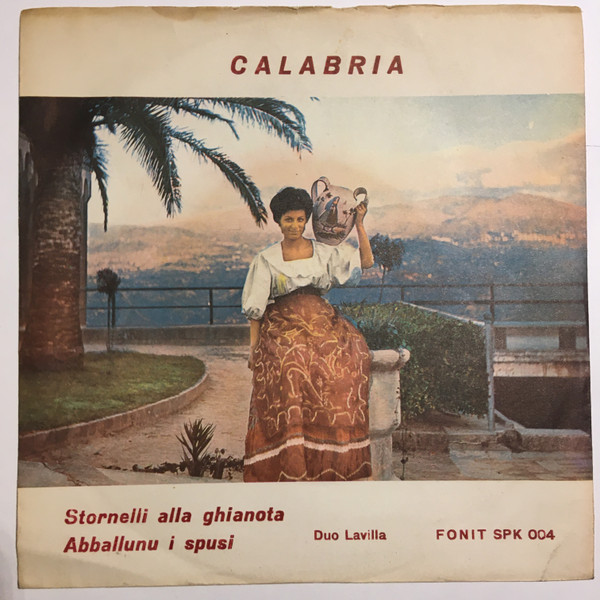 CALABRIA
Stornelli alla ghianota
Abballunu i spusi
Duo Lavilla
FONIT SPK 004